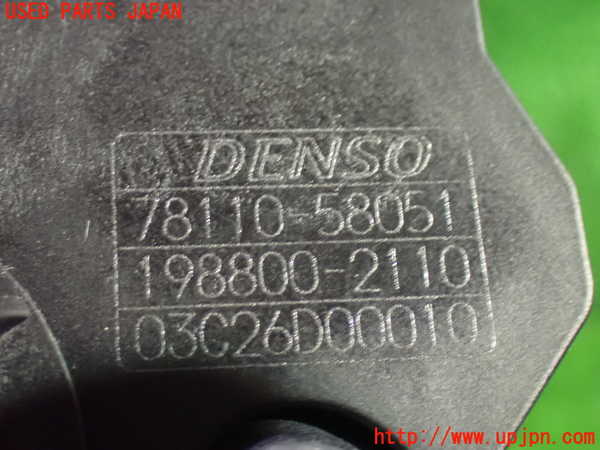 USED PARTS JAPAN
DENSO
78110-58051
198800-2110
03C26D00010
http://www.upjpn.com/